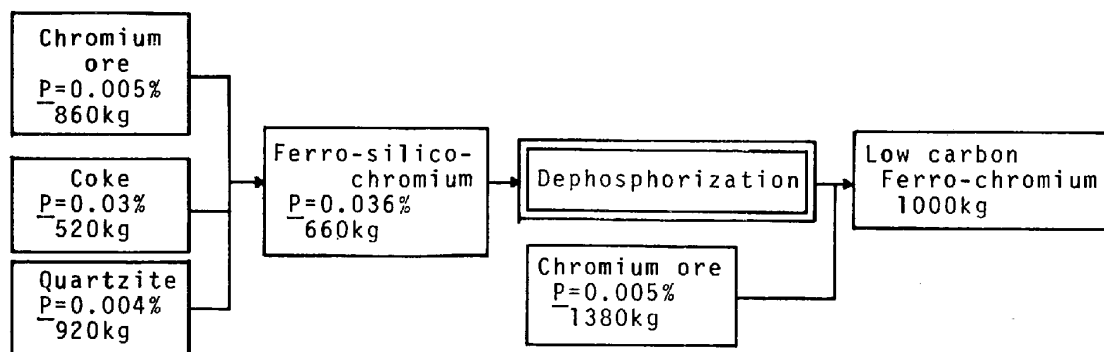 Chromium
ore
P=0.005%
860kg
Coke
P=0.03%
520kg
Quartzite
P=0.004%
920kg
Ferro-silico-
chromium
P=0.036%
660kg
Dephosphorization
Chromium ore
P=0.005%
1380kg
Low carbon
Ferro-chromium
1000kg